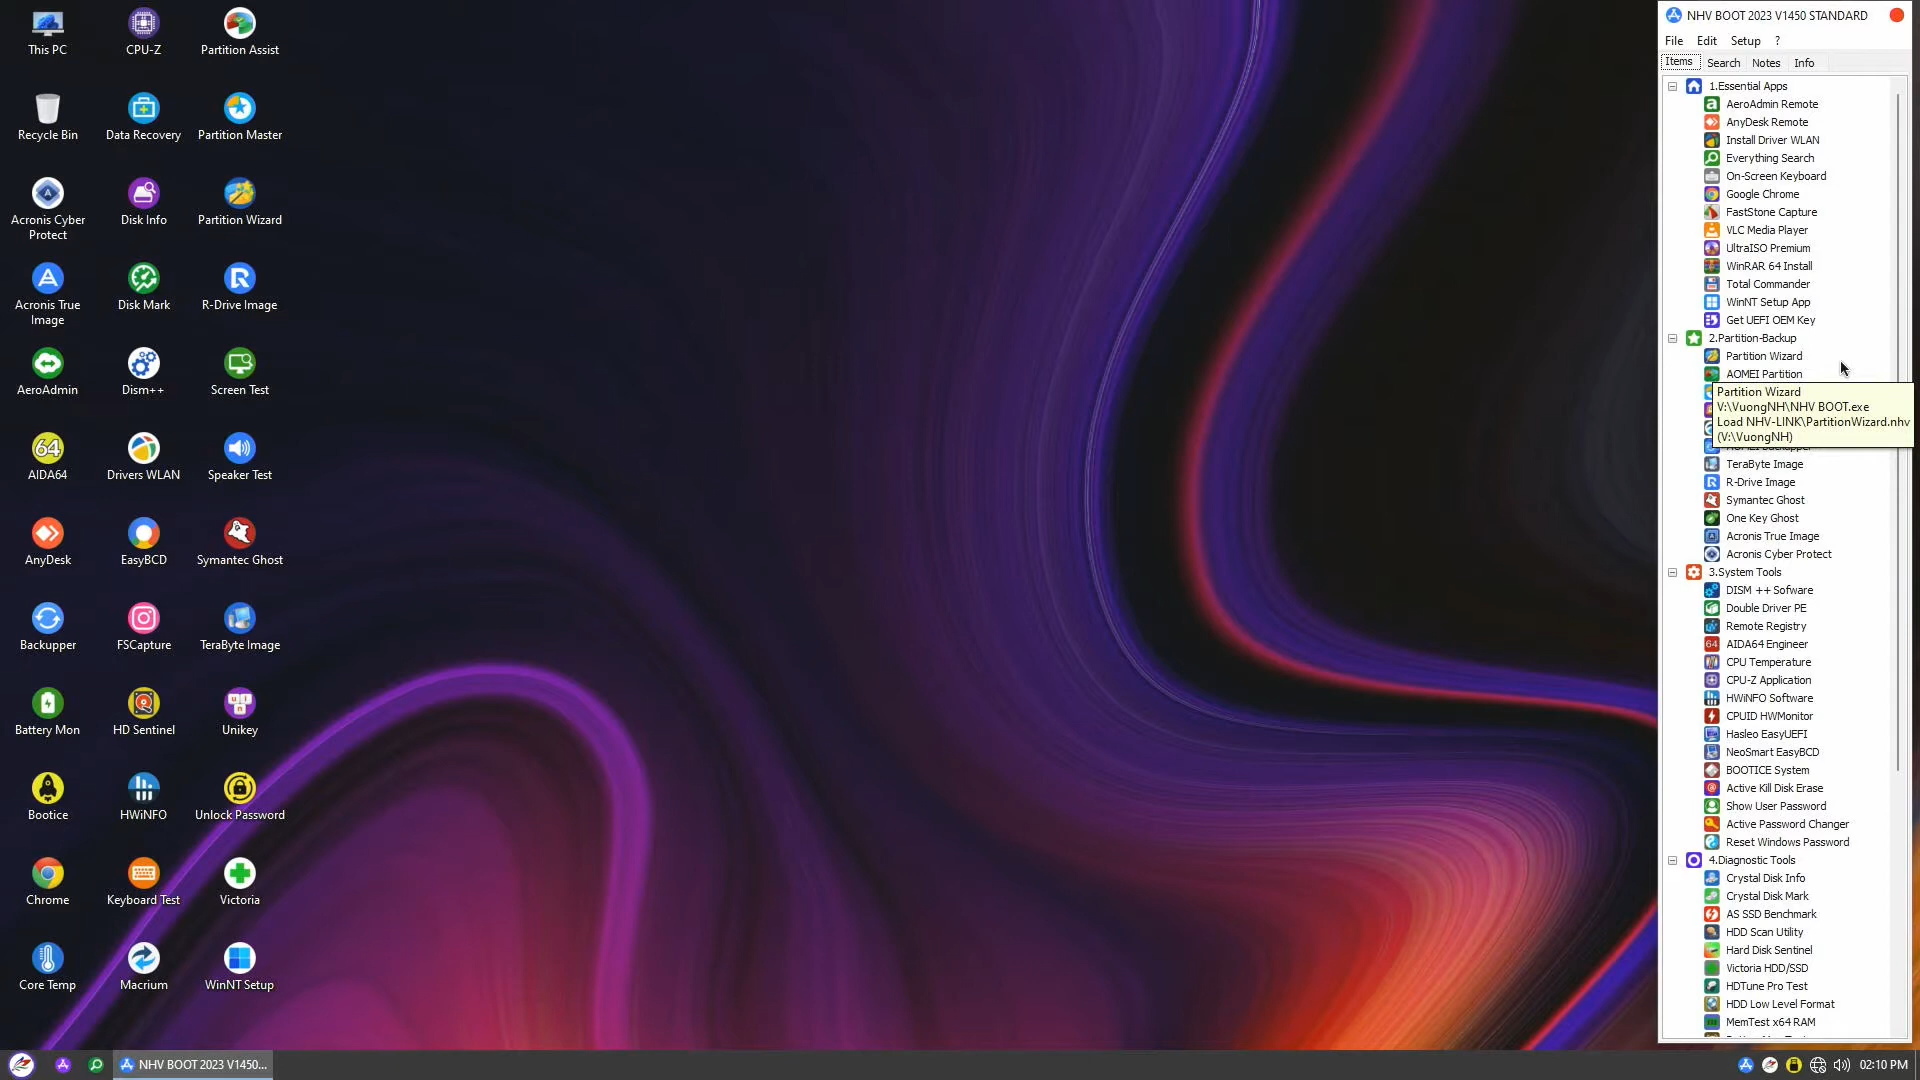 This PC
CPU-Z
Partition Assist
Recycle Bin
Data Recovery
Partition Master
Acronis Cyber
Protect
Disk Info
Partition Wizard
Acronis True
Image
Disk Mark
R-Drive Image
AeroAdmin
Dism++
Screen Test
64
AIDA64
Drivers WLAN
Speaker Test
AnyDesk
EasyBCD
Symantec Ghost
Backupper
FSCapture
TeraByte Image
Battery Mon
HD Sentinel
Unikey
Bootice
HWiNFO
Unlock Password
Chrome
Keyboard Test
Victoria
Core Temp
Macrium
WinNT Setup
NHV BOOT 2023 V1450 STANDARD
File Edit Setup ?
Items Search Notes Info
1.Essential Apps
AeroAdmin Remote
AnyDesk Remote
Install Driver WLAN
Everything Search
On-Screen Keyboard
Google Chrome
FastStone Capture
VLC Media Player
UltraISO Premium
WinRAR 64 Install
Total Commander
WinNT Setup App
Get UEFI OEM Key
2.Partition-Backup
Partition Wizard
AOMEI Partition
Partition Wizard
V:\VuongNH\NHV BOOT.exe
Load NHV-LINK\PartitionWizard.nhv
(V:\VuongNH)
TeraByte Image
R-Drive Image
Symantec Ghost
One Key Ghost
Acronis True Image
Acronis Cyber Protect
3.System Tools
DISM ++ Sofware
Double Driver PE
Remote Registry
64 AIDA64 Engineer
CPU Temperature
CPU-Z Application
HWiNFO Software
CPUID HWMonitor
Hasleo EasyUEFI
NeoSmart EasyBCD
BOOTICE System
Active Kill Disk Erase
Show User Password
Active Password Changer
Reset Windows Password
4.Diagnostic Tools
Crystal Disk Info
Crystal Disk Mark
AS SSD Benchmark
HDD Scan Utility
Hard Disk Sentinel
Victoria HDD/SSD
HDTune Pro Test
HDD Low Level Format
MemTest x64 RAM
NHV BOOT 2023 V1450...
02:10 PM